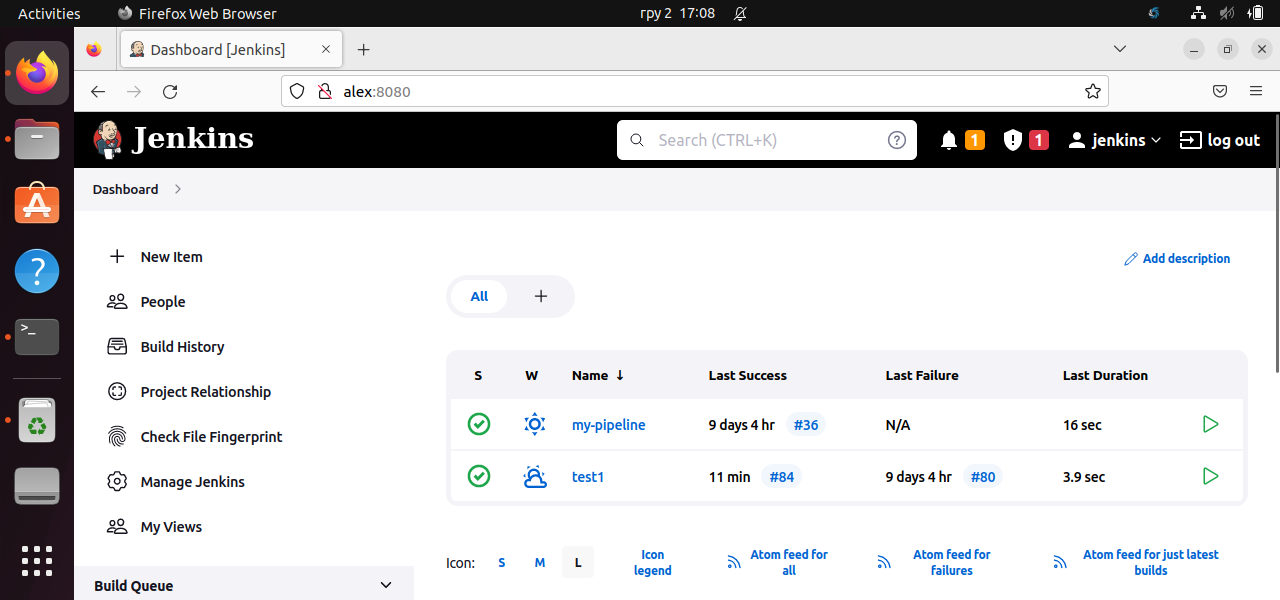 Activities Firefox Web Browser гру 2 17:08
Dashboard [Jenkins]
alex:8080
Jenkins Search (CTRL+K) 1 1 jenkins log out
Dashboard
New Item
People
Build History
Project Relationship
Check File Fingerprint
Manage Jenkins
My Views
Build Queue
Add description
All
S W Name ↓ Last Success Last Failure Last Duration
my-pipeline 9 days 4 hr #36 N/A 16 sec
test1 11 min #84 9 days 4 hr #80 3.9 sec
Icon: S M L
Icon
legend
Atom feed for
all
Atom feed for
failures
Atom feed for just latest
builds